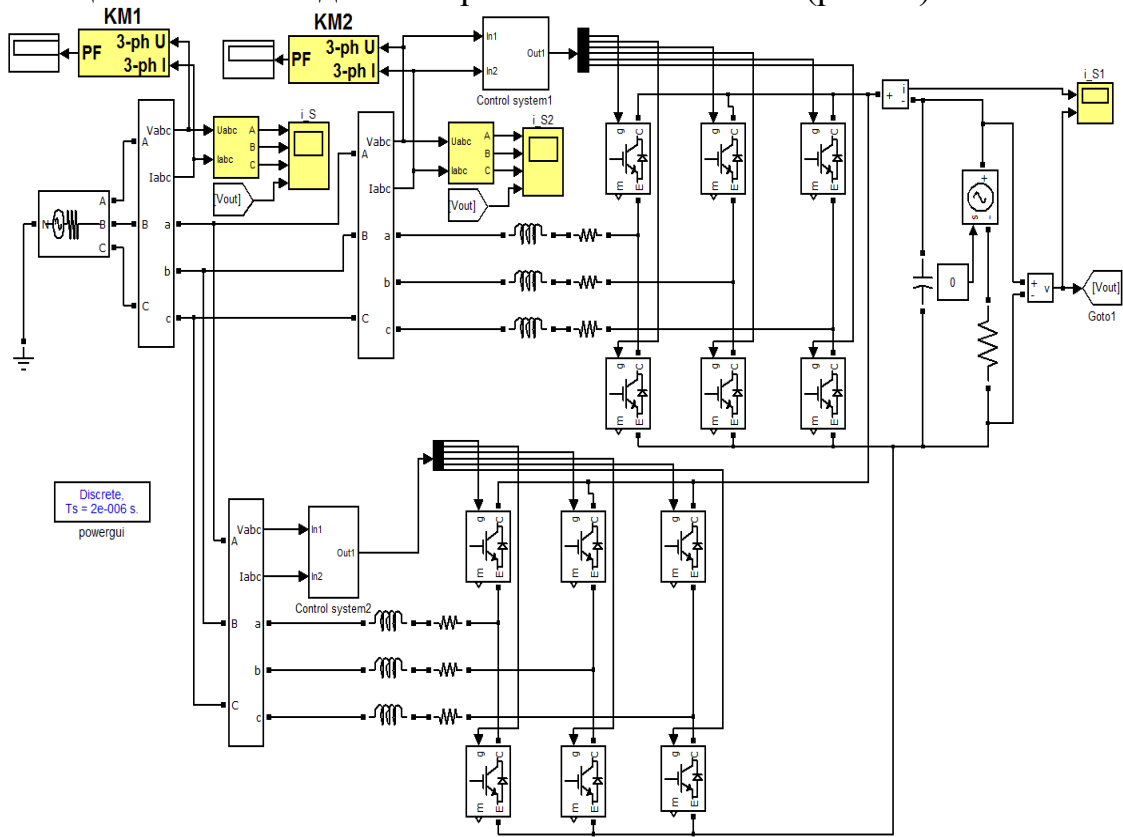 KM1
KM2
PF
3-ph U
3-ph I
PF
3-ph U
3-ph I
In1
In2
Out1
Control system1
i_S1
i
+
-
Vabc
Iabc
A
B
C
a
b
c
Uabc
Iabc
A
B
C
i_S
[Vout]
Vabc
Iabc
A
B
C
a
b
c
Uabc
Iabc
A
B
C
i_S2
[Vout]
N
A
B
C
g
C
m
E
g
C
m
E
g
C
m
E
+
-
s
0
+
-
v
[Vout]
Goto1
g
C
m
E
g
C
m
E
g
C
m
E
Discrete,
Ts = 2e-006 s.
powergui
Vabc
Iabc
A
B
C
a
b
c
In1
In2
Out1
Control system2
g
C
m
E
g
C
m
E
g
C
m
E
g
C
m
E
g
C
m
E
g
C
m
E